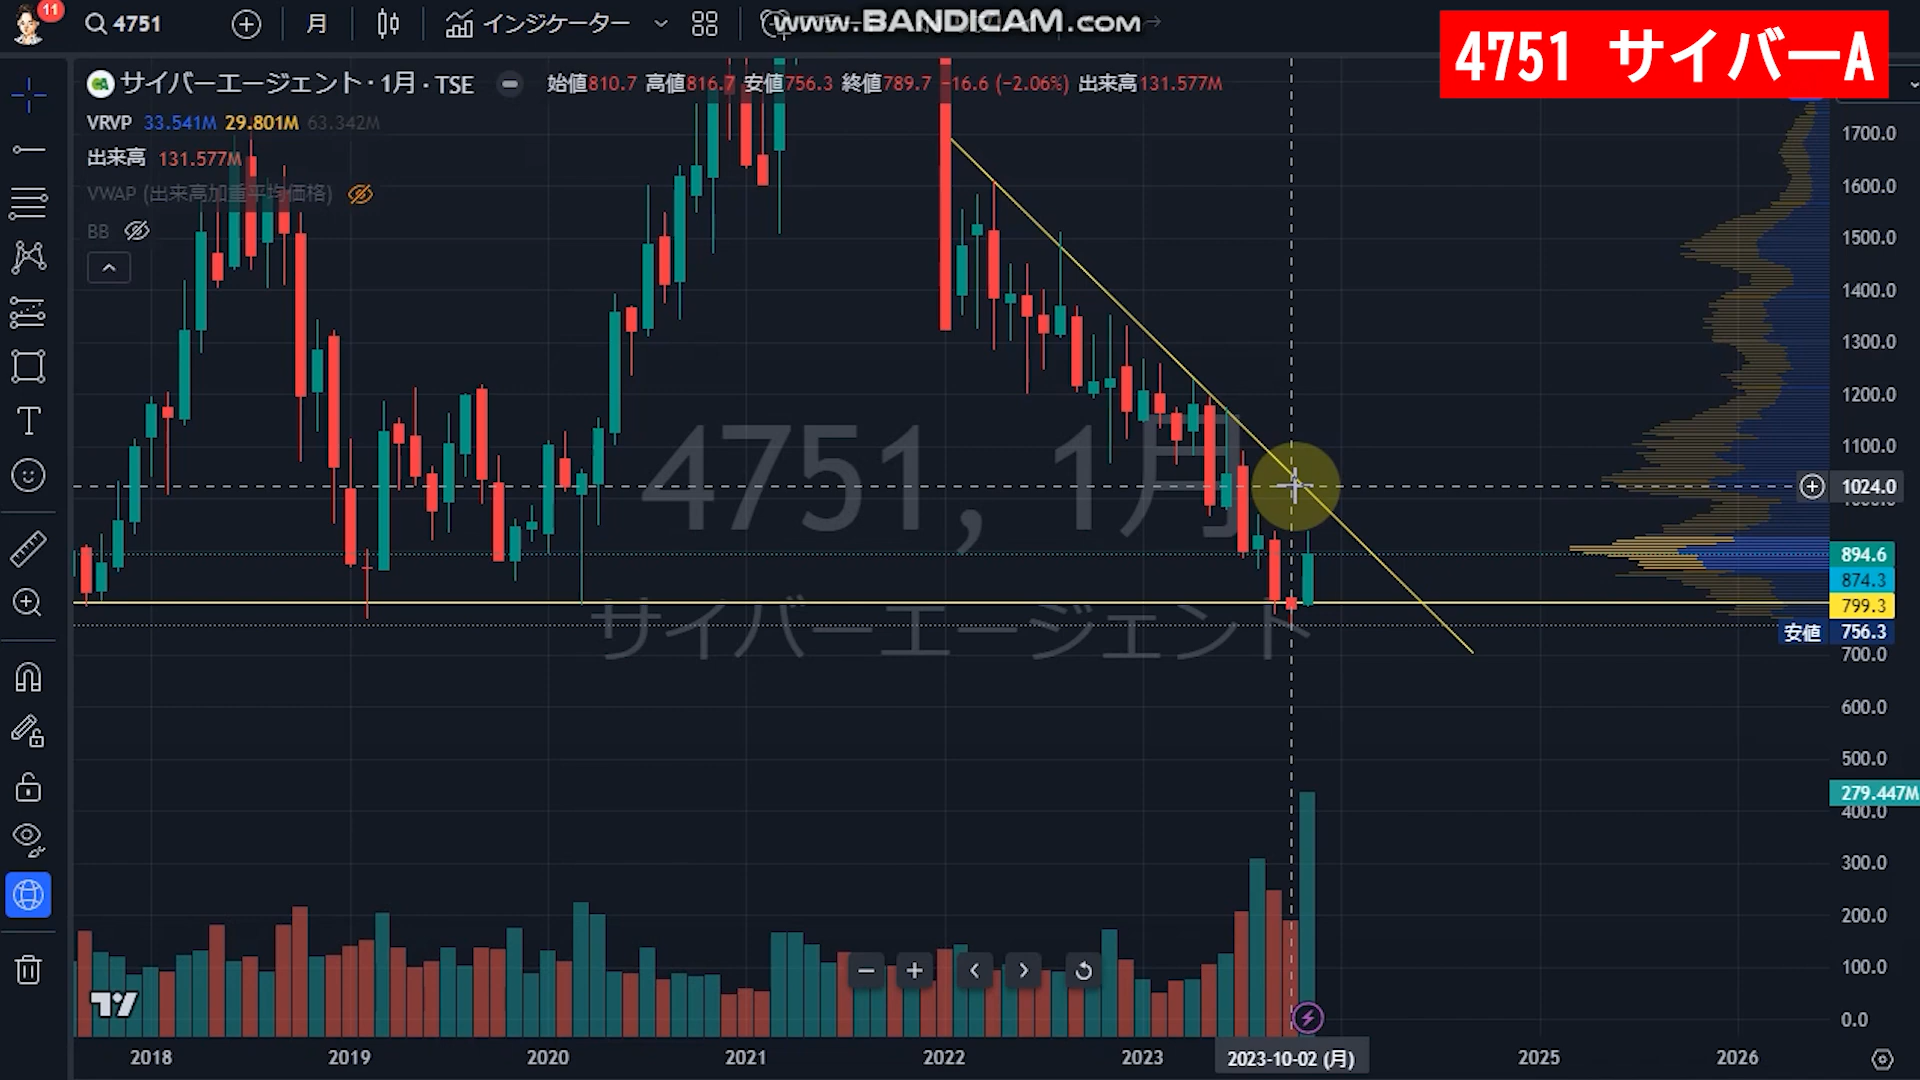 11
4751
月
インジケーター
www.BANDICAM.com
4751 サイバーA
サイバーエージェント・1月・TSE
始値810.7 高値816.7 安値756.3 終値789.7 −16.6 (−2.06%) 出来高131.577M
VRVP 33.541M 29.801M 63.342M
出来高 131.577M
VWAP (出来高加重平均価格)
BB
4751, 1月
サイバーエージェント
1700.0
1600.0
1500.0
1400.0
1300.0
1200.0
1100.0
1024.0
894.6
874.3
799.3
安値 756.3
700.0
600.0
500.0
279.447M
400.0
300.0
200.0
100.0
0.0
2018
2019
2020
2021
2022
2023
2023-10-02 (月)
2025
2026